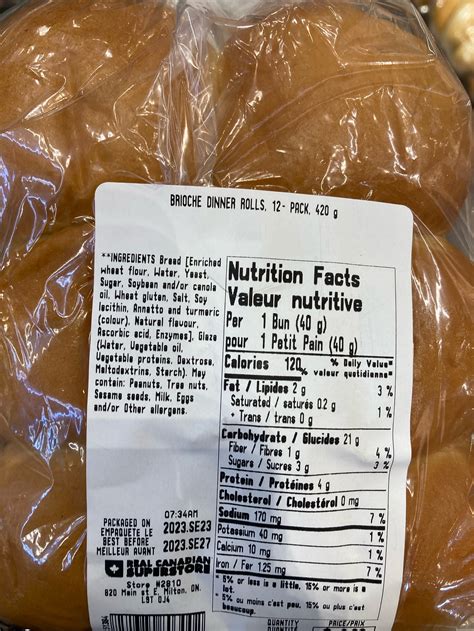 BRIOCHE DINNER ROLLS, 12- PACK, 420 g
**INGREDIENTS Bread [Enriched
wheat flour, Water, Yeast,
Sugar, Soybean and/or canola
oil, Wheat gluten, Salt, Soy
lecithin, Annatto and turmeric
(colour), Natural flavour,
Ascorbic acid, Enzymes], Glaze
(Water, Vegetable oil,
Vegetable proteins, Dextrose,
Maltodextrins, Starch). May
contain: Peanuts, Tree nuts,
Sesame seeds, Milk, Eggs
and/or Other allergens.
07:34AM
PACKAGED ON
EMPAQUETÉ LE 2023.SE23
BEST BEFORE
MEILLEUR AVANT 2023.SE27
REAL CANADIAN
SUPERSTORE
Store #2810
820 Main st E, Milton, ON,
L9T 0J4
Nutrition Facts
Valeur nutritive
Per 1 Bun (40 g)
pour 1 Petit Pain (40 g)
Calories 120
% Daily Value*
% valeur quotidienne*
Fat / Lipides 2 g 3 %
Saturated / saturés 0.2 g
+ Trans / trans 0 g 1 %
Carbohydrate / Glucides 21 g
Fiber / Fibres 1 g 4 %
Sugars / Sucres 3 g 3 %
Protein / Protéines 4 g
Cholesterol / Cholestérol 0 mg
Sodium 170 mg 7 %
Potassium 40 mg 1 %
Calcium 10 mg 1 %
Iron / Fer 1.25 mg 7 %
* 5% or less is a little, 15% or more is a
lot.
* 5% ou moins c'est peu, 15% ou plus c'est
beaucoup.
QUANTITY
QUANTITÉ
PRICE/PRIX